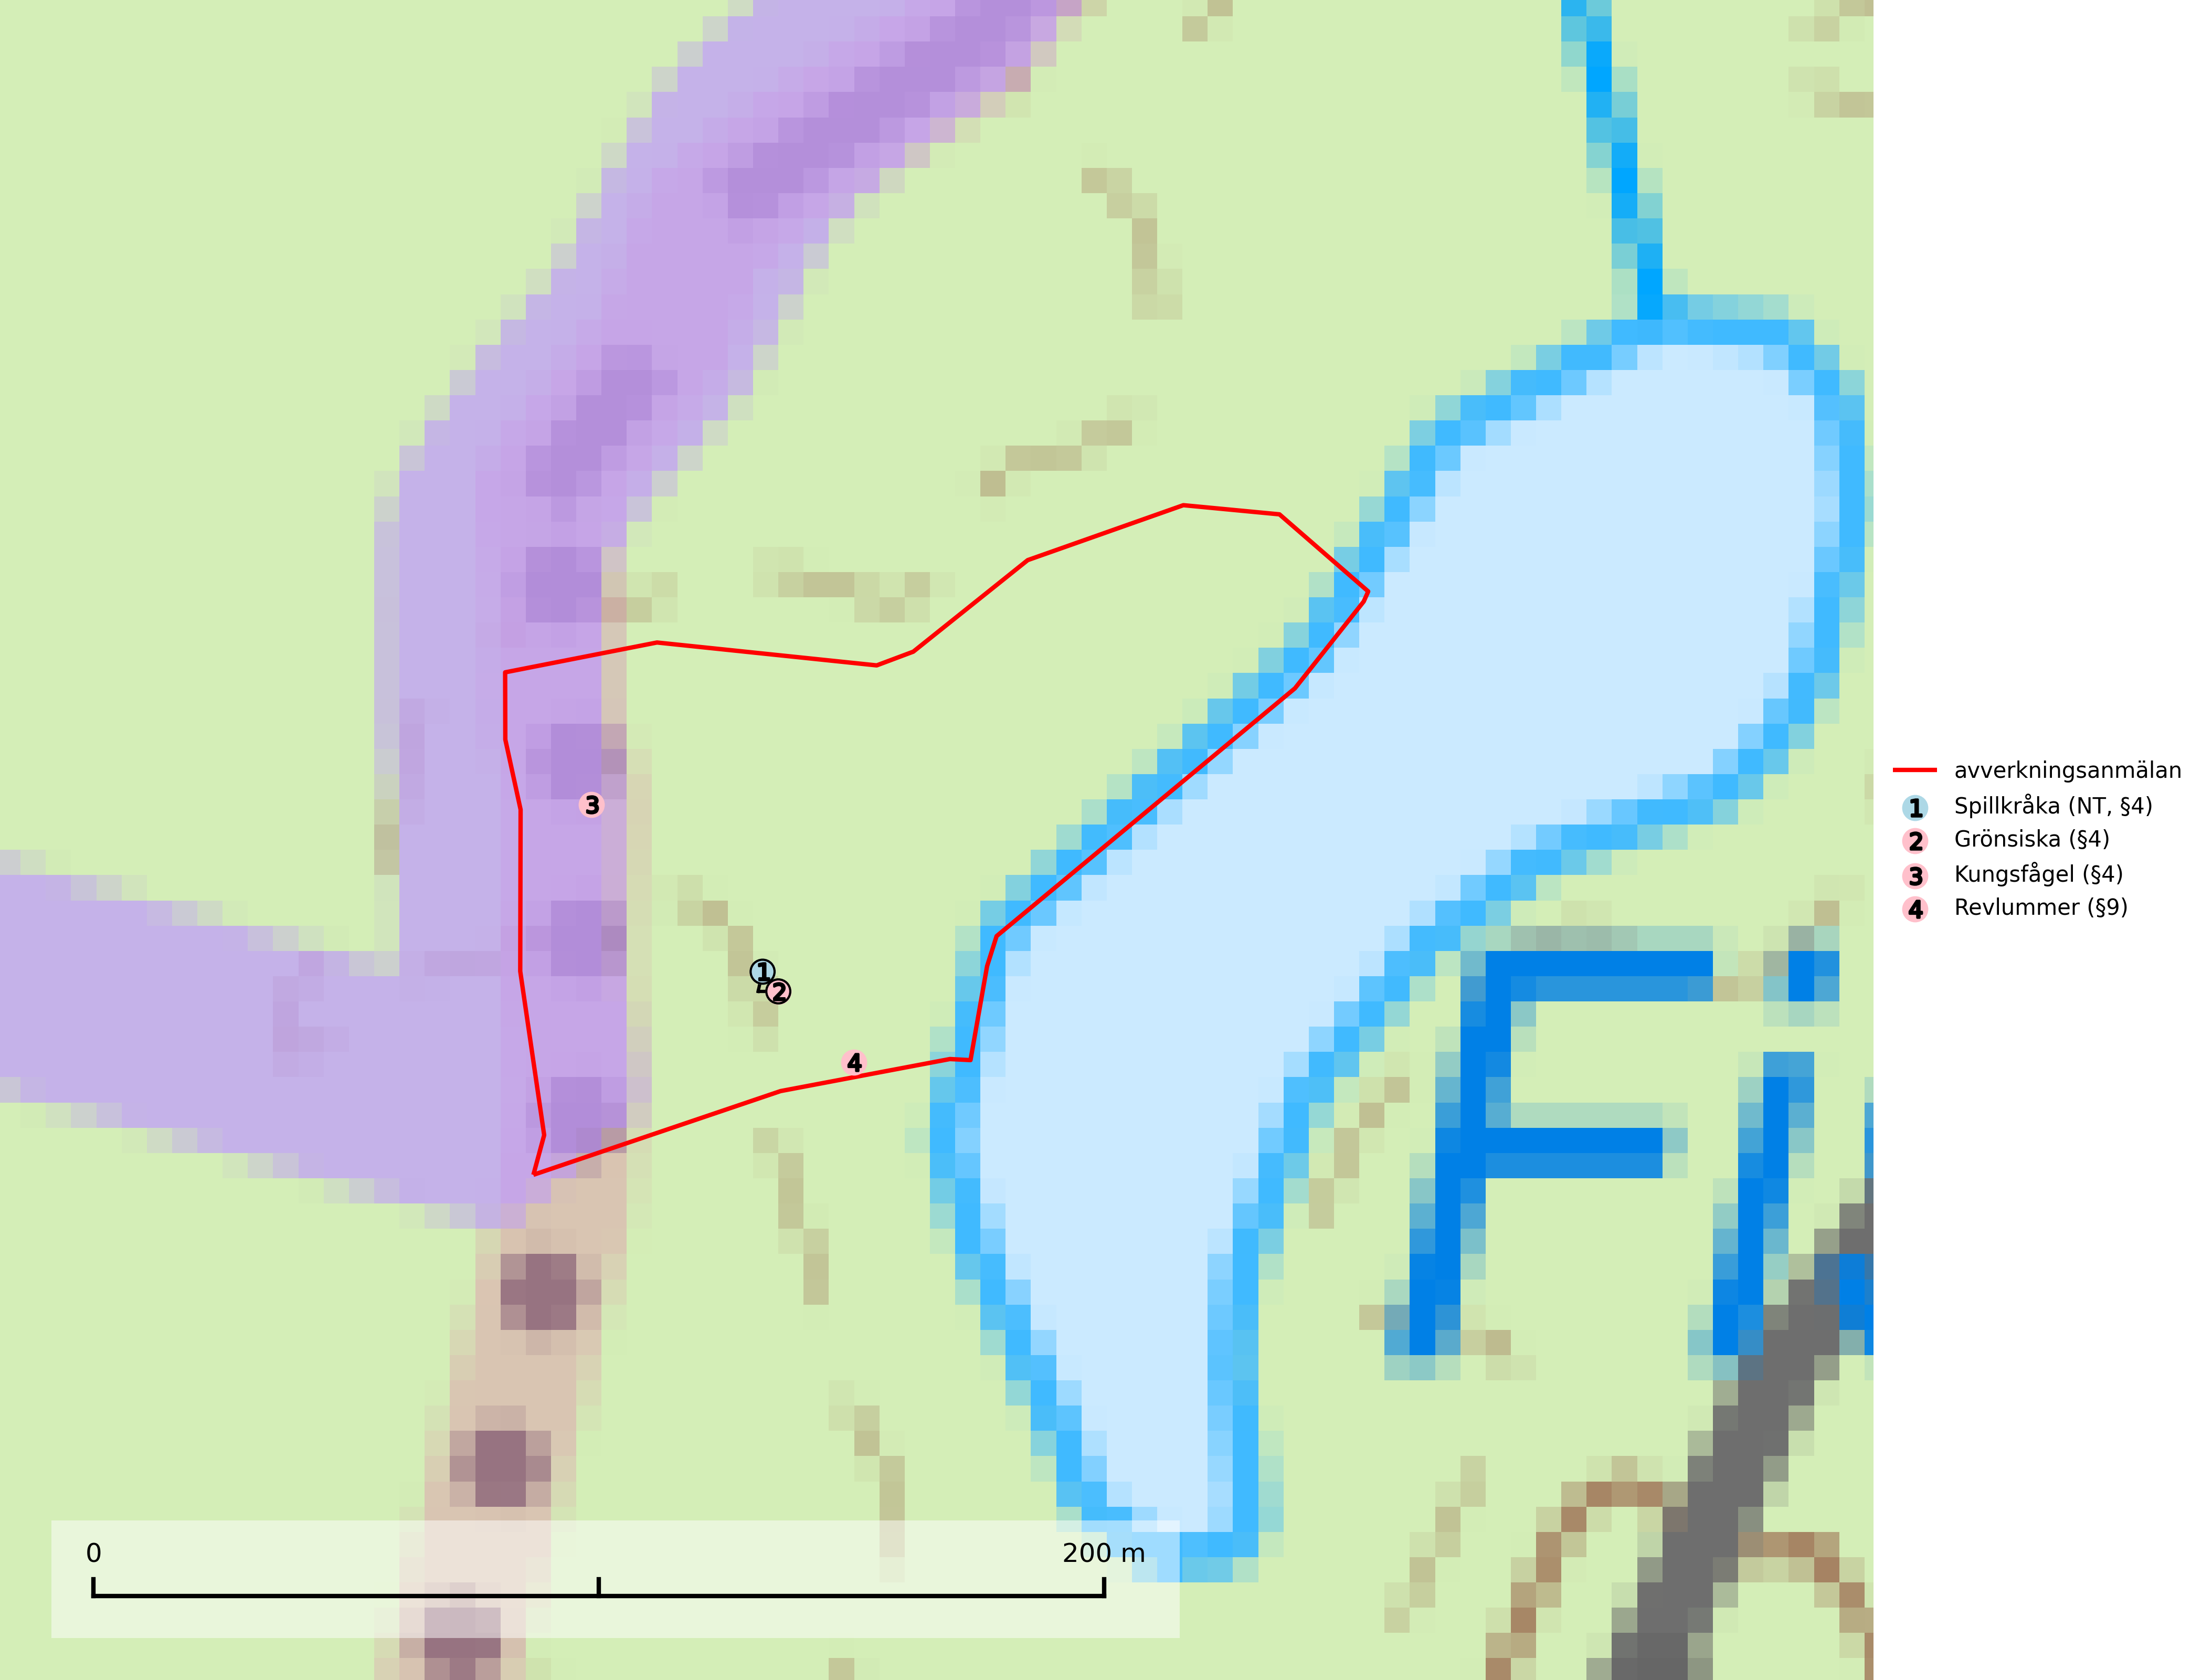 3
1
2
4
0
200 m
avverkningsanmälan
1 Spillkråka (NT, §4)
2 Grönsiska (§4)
3 Kungsfågel (§4)
4 Revlummer (§9)